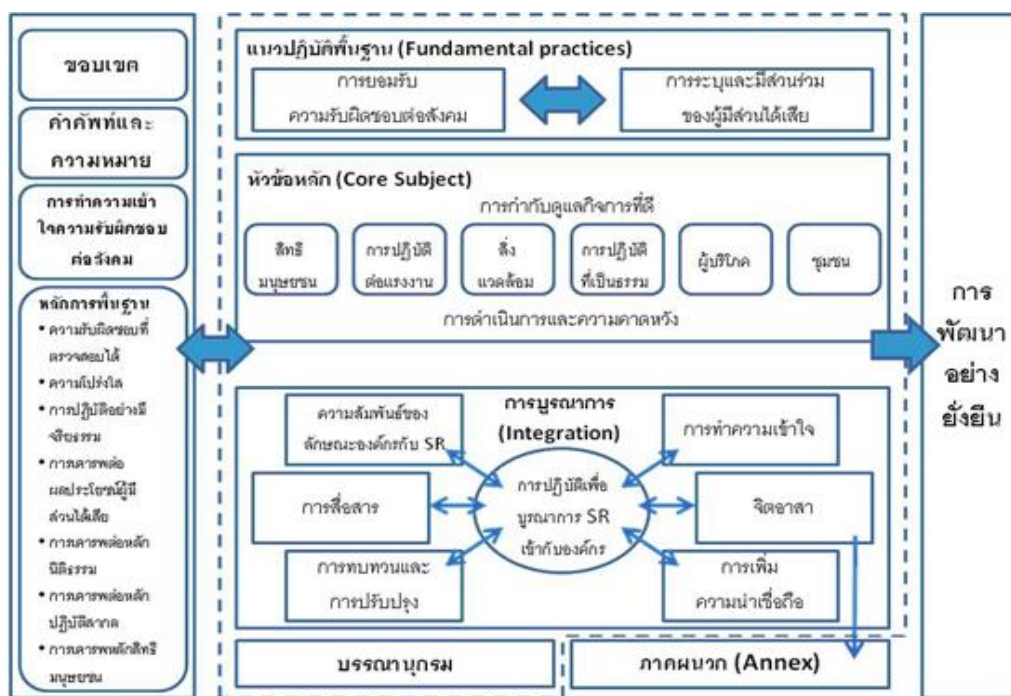 ขอบเขต
คำศัพท์และ
ความหมาย
การทำความเข้า
ใจความรับผิกชอบ
ต่อสังคม
หลักการพื้นฐาน
• ความรับผิดชอบที่
ตรวจสอบได้
• ความโปร่งใส
• การปฏิบัติอย่างมี
จริยธรรม
• การเคารพต่อ
ผลประโยชน์ผู้มี
ส่วนได้เสีย
• การเคารพต่อหลัก
นิติธรรม
• การเคารพต่อหลัก
ปฏิบัติสากล
• การเคารพหลักสิทธิ
มนุษยชน
แนวปฏิบัติพื้นฐาน (Fundamental practices)
การยอมรับ
ความรับผิดชอบต่อสังคม
การระบุและมีส่วนร่วม
ของผู้มีส่วนได้เสีย
หัวข้อหลัก (Core Subject)
การกำกับดูแลกิจการที่ดี
สิทธิ
มนุษยชน
การปฏิบัติ
ต่อแรงงาน
สิ่ง
แวดล้อม
การปฏิบัติ
ที่เป็นธรรม
ผู้บริโภค
ชุมชน
การดำเนินการและความคาดหวัง
การบูรณาการ
(Integration)
ความสัมพันธ์ของ
ลักษณะองค์กรกับ SR
การทำความเข้าใจ
การสื่อสาร
การปฏิบัติเพื่อ
บูรณาการ SR
เข้ากับองค์กร
จิตอาสา
การทบทวนและ
การปรับปรุง
การเพิ่ม
ความน่าเชื่อถือ
บรรณานุกรม
ภาคผนวก (Annex)
การ
พัฒนา
อย่าง
ยั่งยืน